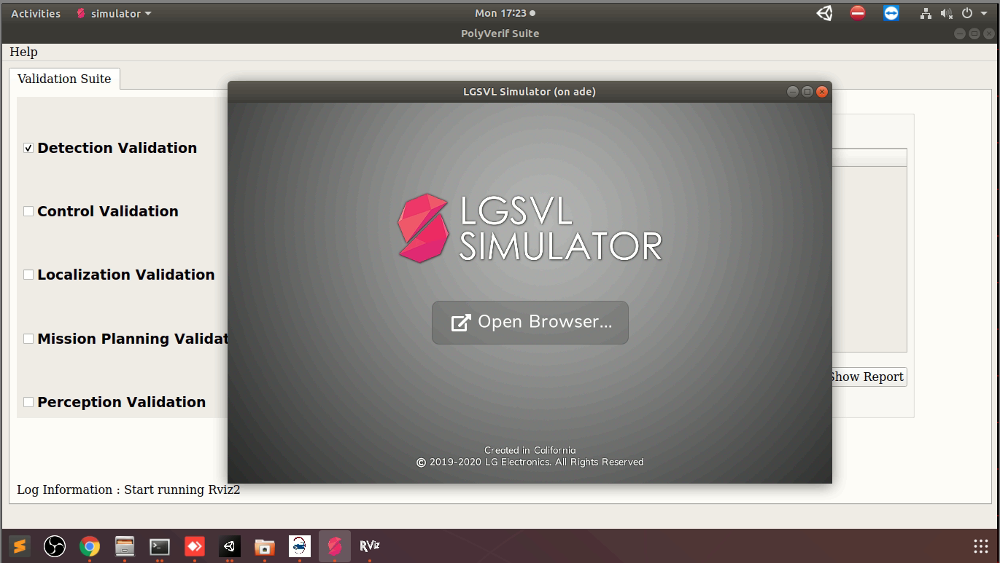 Activities simulator Mon 17:23
PolyVerif Suite
Help
Validation Suite
LGSVL Simulator (on ade)
Detection Validation
Control Validation
Localization Validation
Mission Planning Validat
Perception Validation
LGSVL
SIMULATOR
Open Browser...
Show Report
Created in California
© 2019-2020 LG Electronics. All Rights Reserved
Log Information : Start running Rviz2
RViz